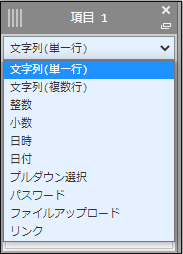 項目 1
文字列(単一行)
文字列(単一行)
文字列(複数行)
整数
小数
日時
日付
プルダウン選択
パスワード
ファイルアップロード
リンク